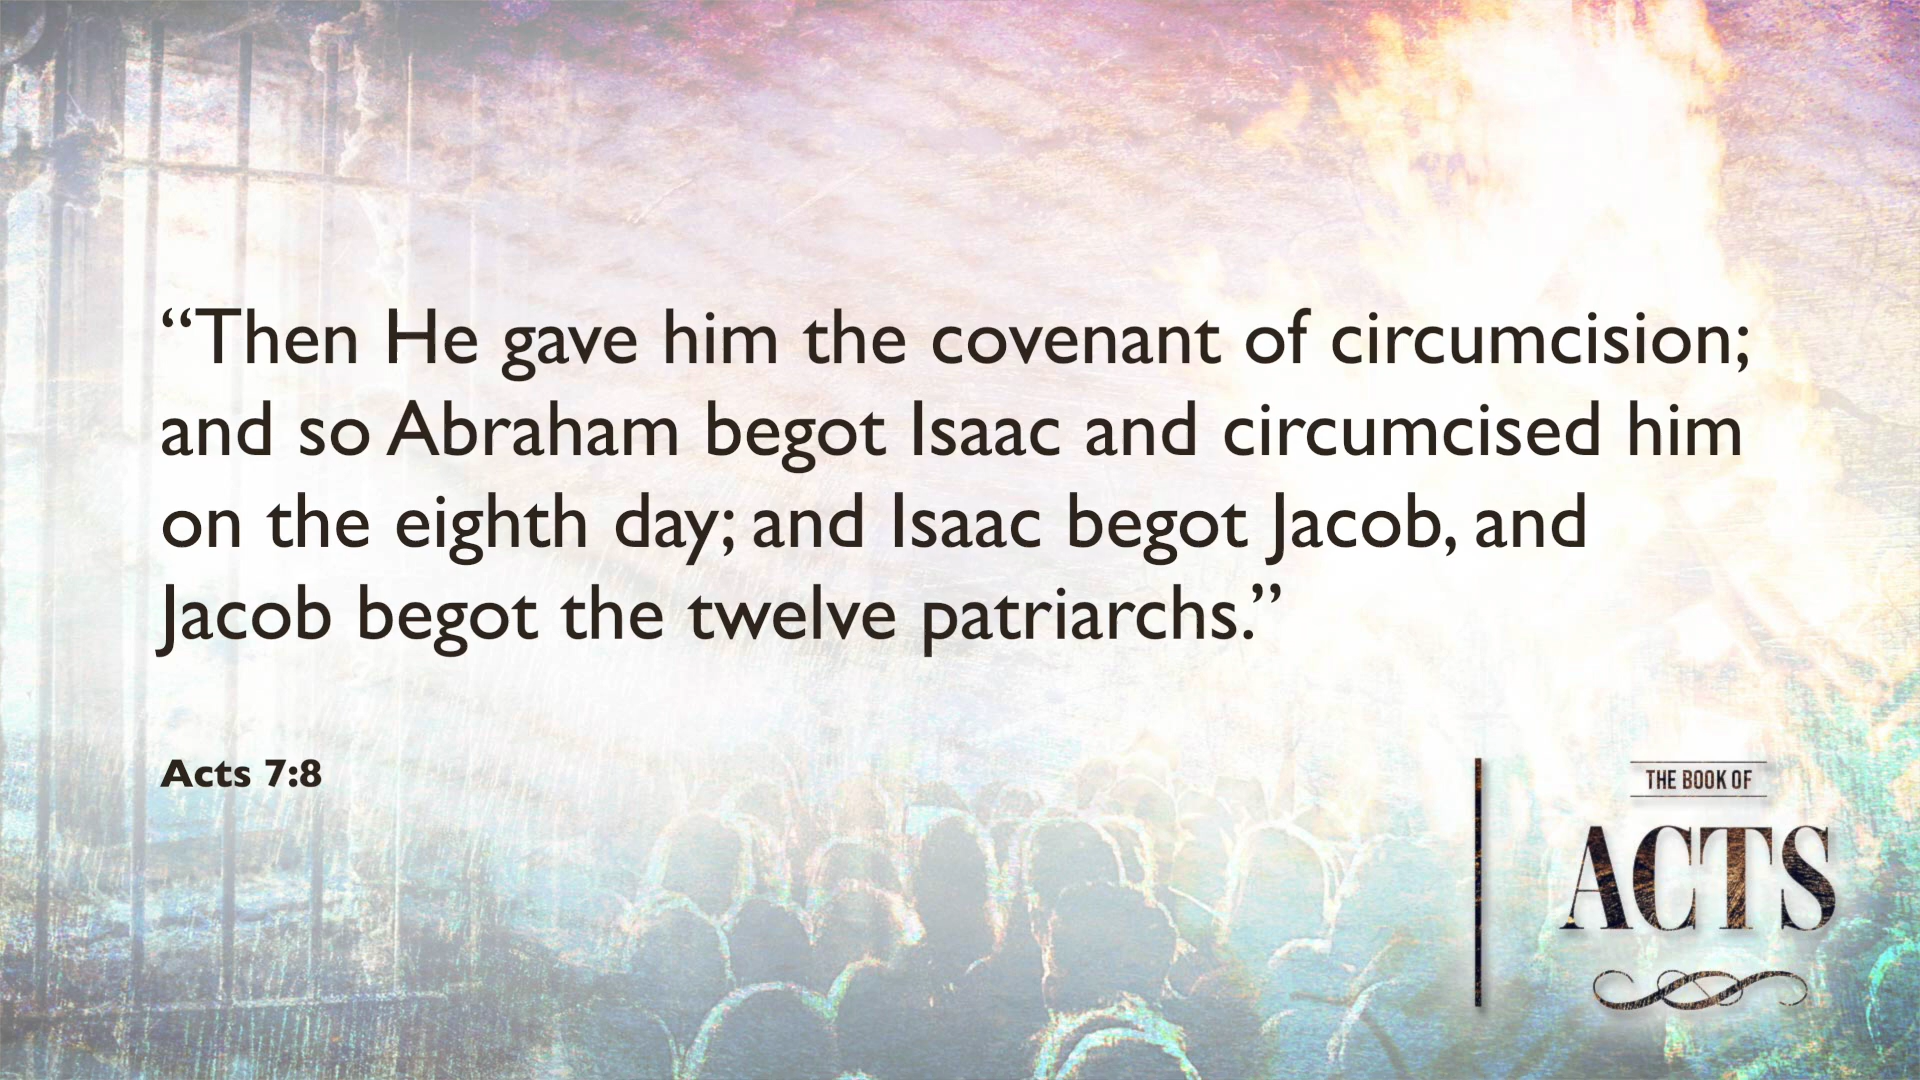 “Then He gave him the covenant of circumcision;
and so Abraham begot Isaac and circumcised him
on the eighth day; and Isaac begot Jacob, and
Jacob begot the twelve patriarchs.”
Acts 7:8
THE BOOK OF
ACTS